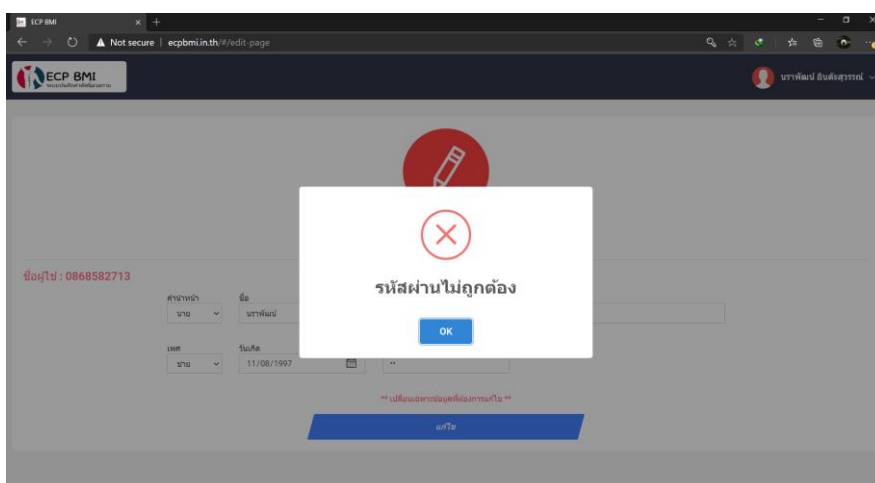 ECP BMI
Not secure | ecpbmi.in.th/#/edit-page
ECP BMI
นราพัฒน์ อินต๊ะสุวรรณ์
ชื่อผู้ใช้ : 0868582713
คำนำหน้า ชื่อ
นาย นราพัฒน์
รหัสผ่านไม่ถูกต้อง
OK
เพศ วันเกิด
ชาย 11/08/1997
** เปลี่ยนเฉพาะข้อมูลที่ต้องการแก้ไข **
แก้ไข